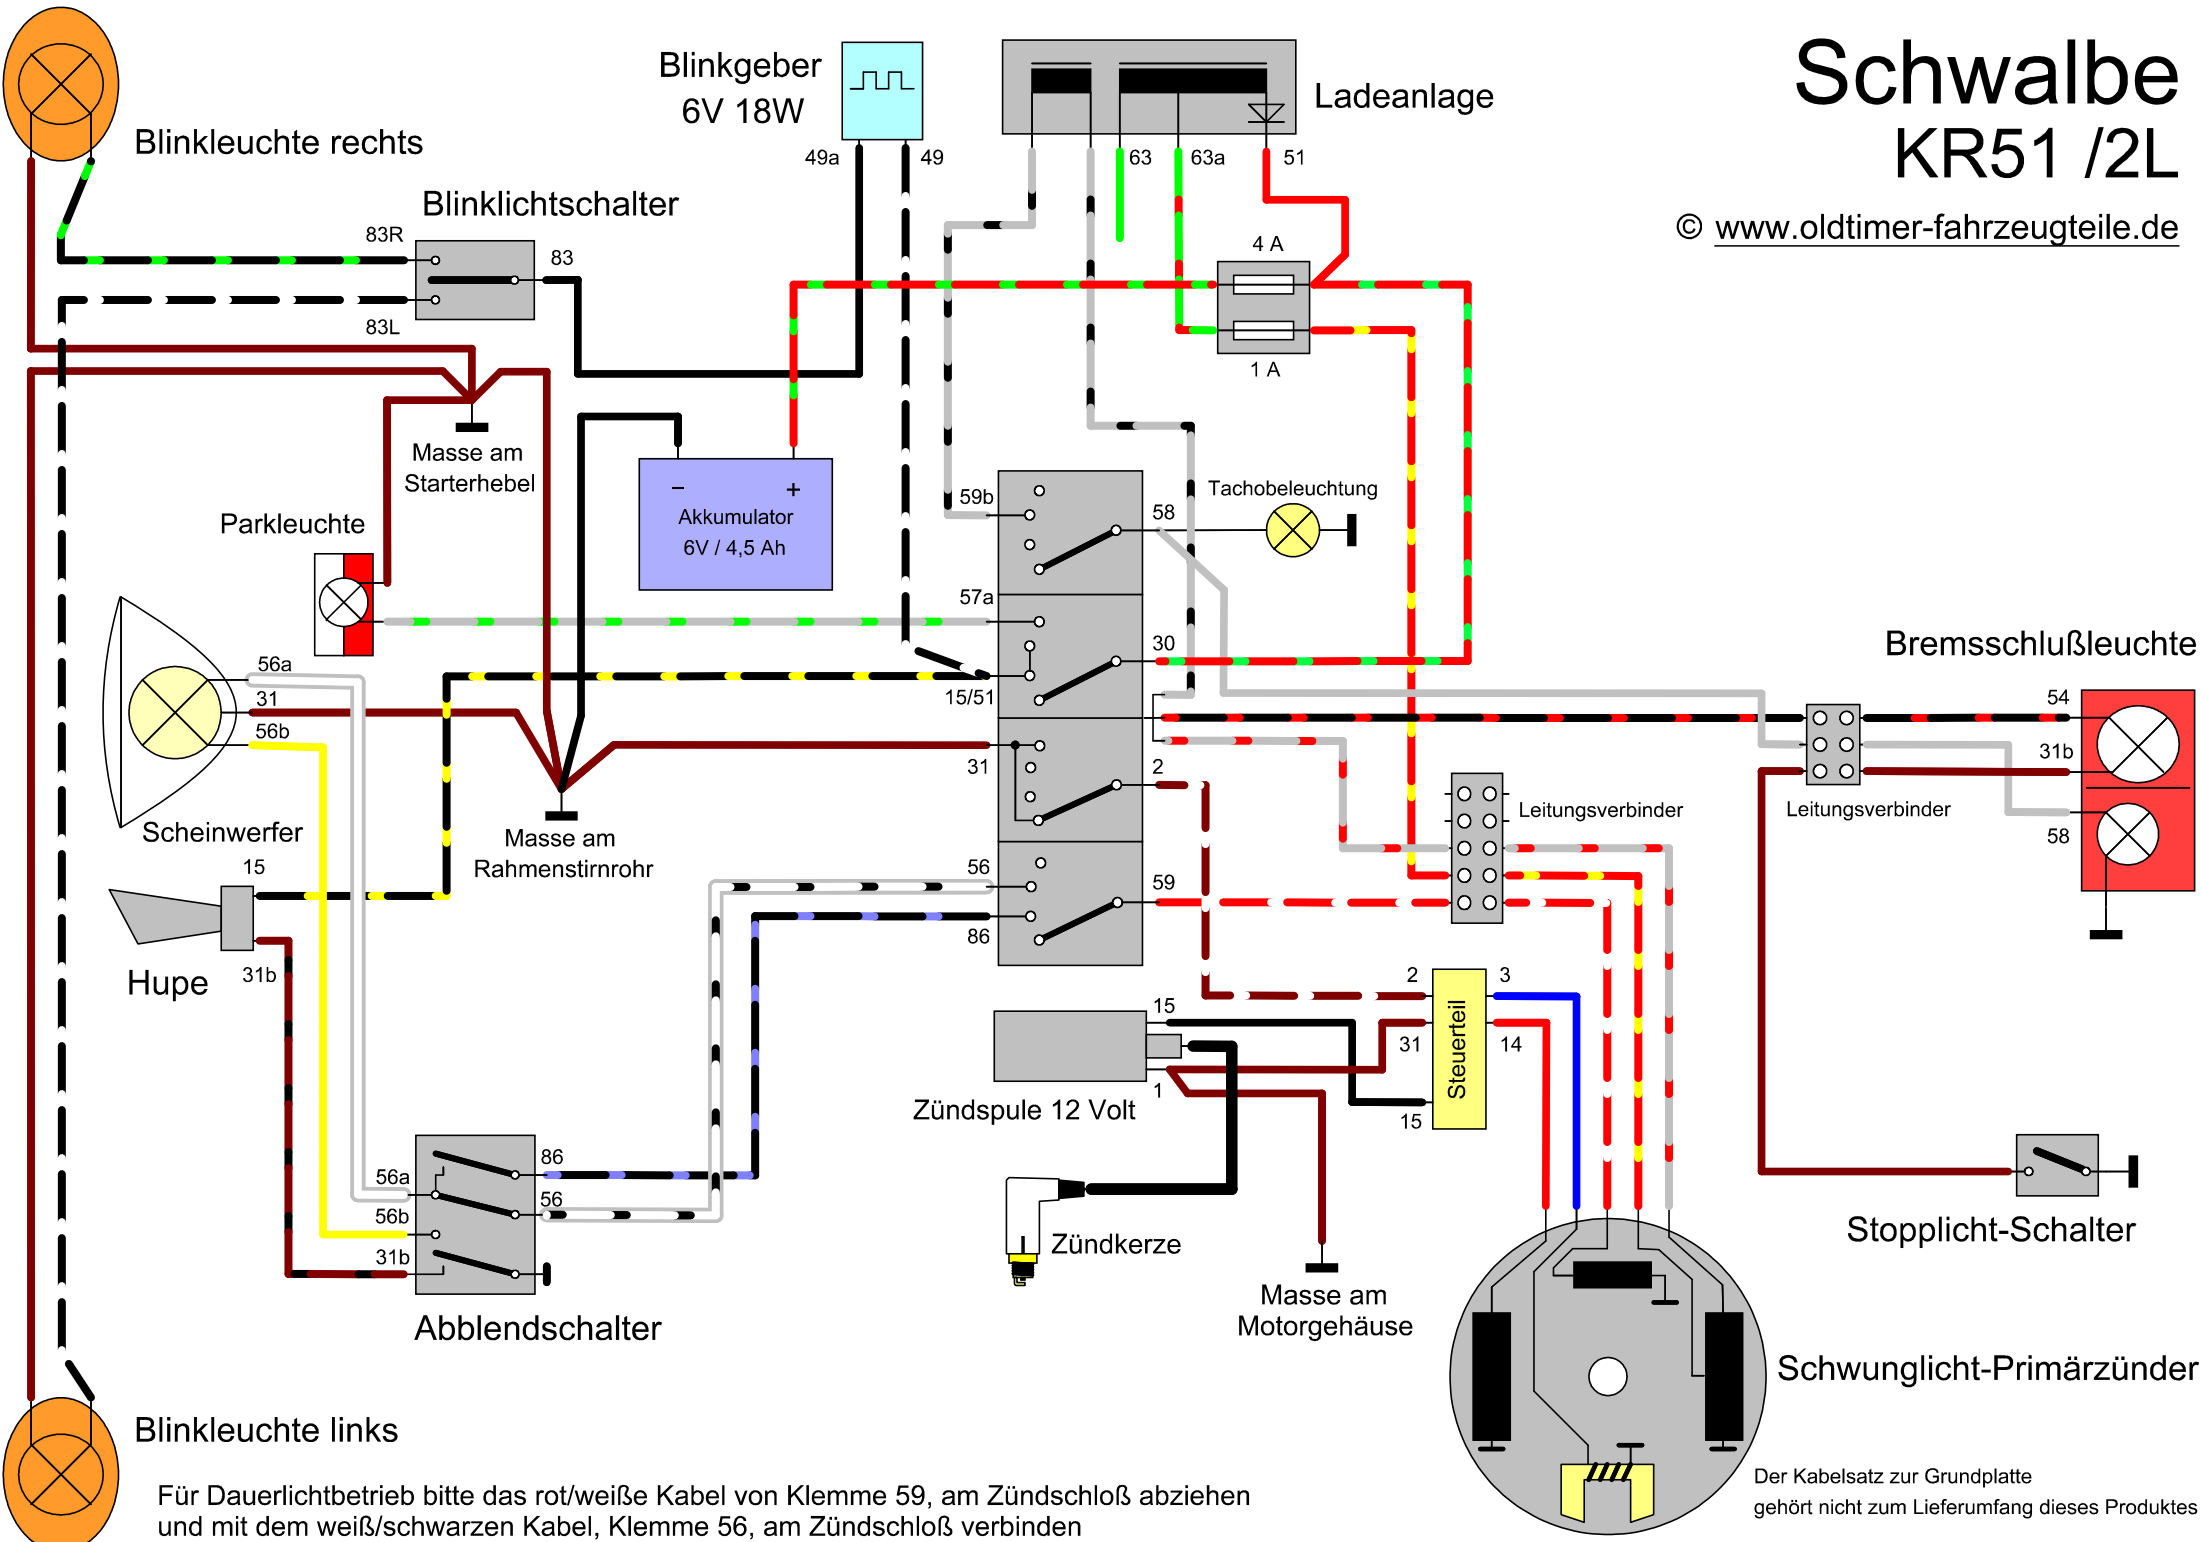 Schwalbe
KR51 /2L
© www.oldtimer-fahrzeugteile.de
Blinkleuchte rechts
Blinkgeber
6V 18W
49a
49
Ladeanlage
63
63a
51
Blinklichtschalter
83R
83
83L
4 A
1 A
Masse am
Starterhebel
Parkleuchte
− +
Akkumulator
6V / 4,5 Ah
59b
58
Tachobeleuchtung
57a
30
15/51
31
2
56
59
86
56a
31
56b
Scheinwerfer
Masse am
Rahmenstirnrohr
15
Hupe
31b
Bremsschlußleuchte
54
31b
58
Leitungsverbinder
Leitungsverbinder
2
3
31
14
15
Steuerteil
15
1
Zündspule 12 Volt
Zündkerze
Masse am
Motorgehäuse
56a
56b
31b
86
56
Abblendschalter
Stopplicht-Schalter
Schwunglicht-Primärzünder
Blinkleuchte links
Der Kabelsatz zur Grundplatte
gehört nicht zum Lieferumfang dieses Produktes
Für Dauerlichtbetrieb bitte das rot/weiße Kabel von Klemme 59, am Zündschloß abziehen
und mit dem weiß/schwarzen Kabel, Klemme 56, am Zündschloß verbinden